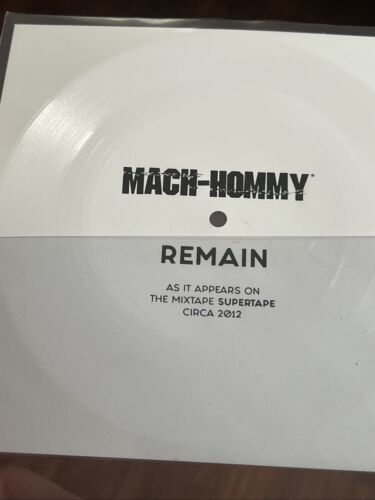 MACH-HOMMY®
REMAIN
AS IT APPEARS ON
THE MIXTAPE SUPERTAPE
CIRCA 2012